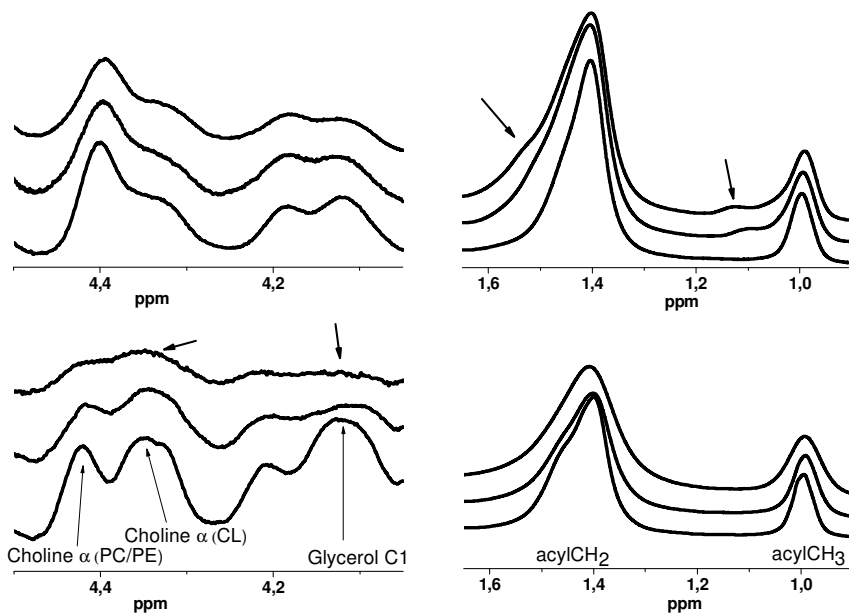 4,4 4,2
ppm
1,6 1,4 1,2 1,0
ppm
Choline α (PC/PE)
Choline α (CL)
Glycerol C1
4,4 4,2
ppm
acylCH2 acylCH3
1,6 1,4 1,2 1,0
ppm